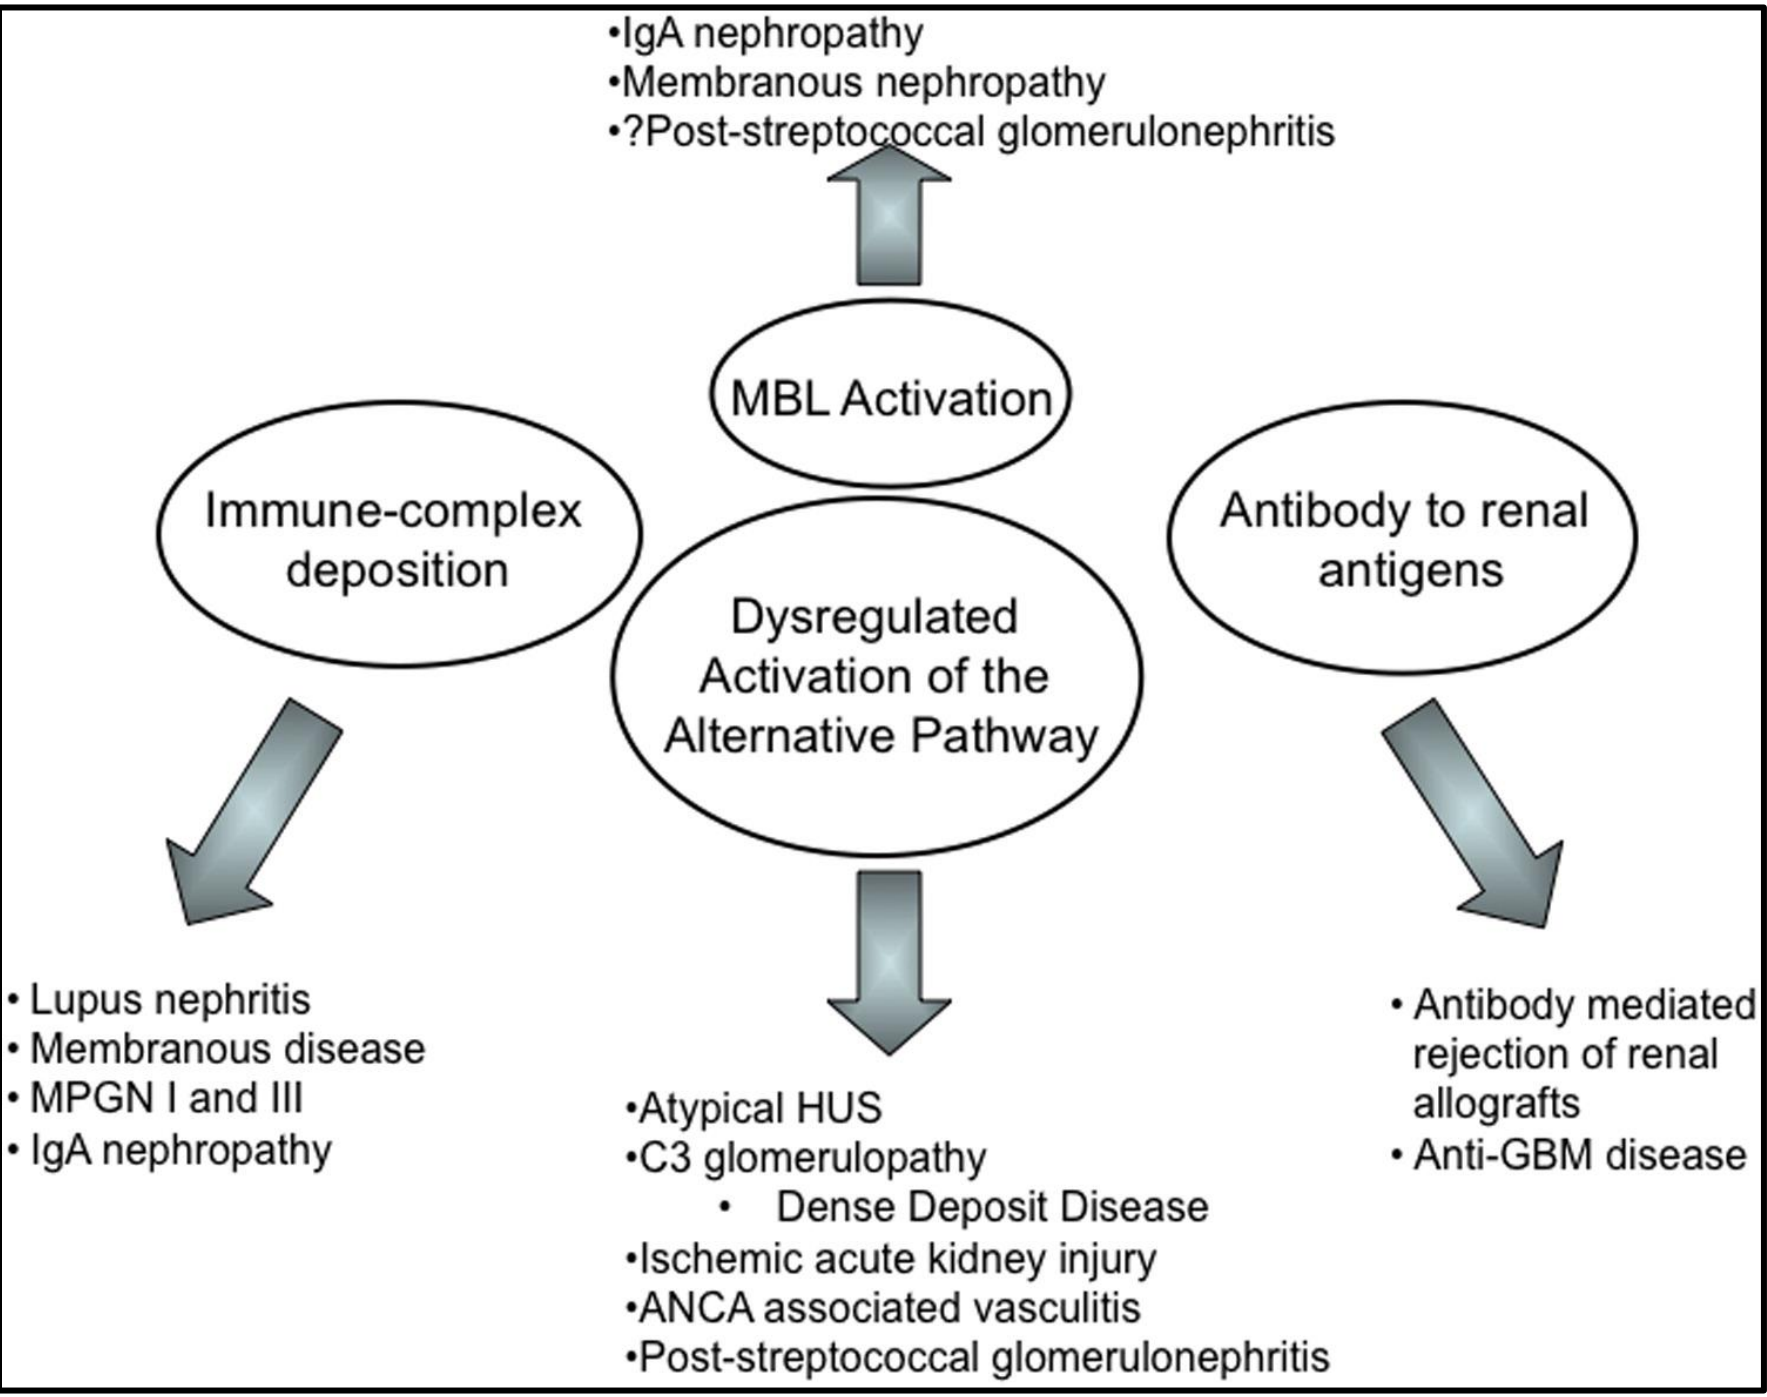 •IgA nephropathy
•Membranous nephropathy
•?Post-streptococcal glomerulonephritis
MBL Activation
Immune-complex
deposition
Dysregulated
Activation of the
Alternative Pathway
Antibody to renal
antigens
• Lupus nephritis
• Membranous disease
• MPGN I and III
• IgA nephropathy
•Atypical HUS
•C3 glomerulopathy
• Dense Deposit Disease
•Ischemic acute kidney injury
•ANCA associated vasculitis
•Post-streptococcal glomerulonephritis
• Antibody mediated
rejection of renal
allografts
• Anti-GBM disease